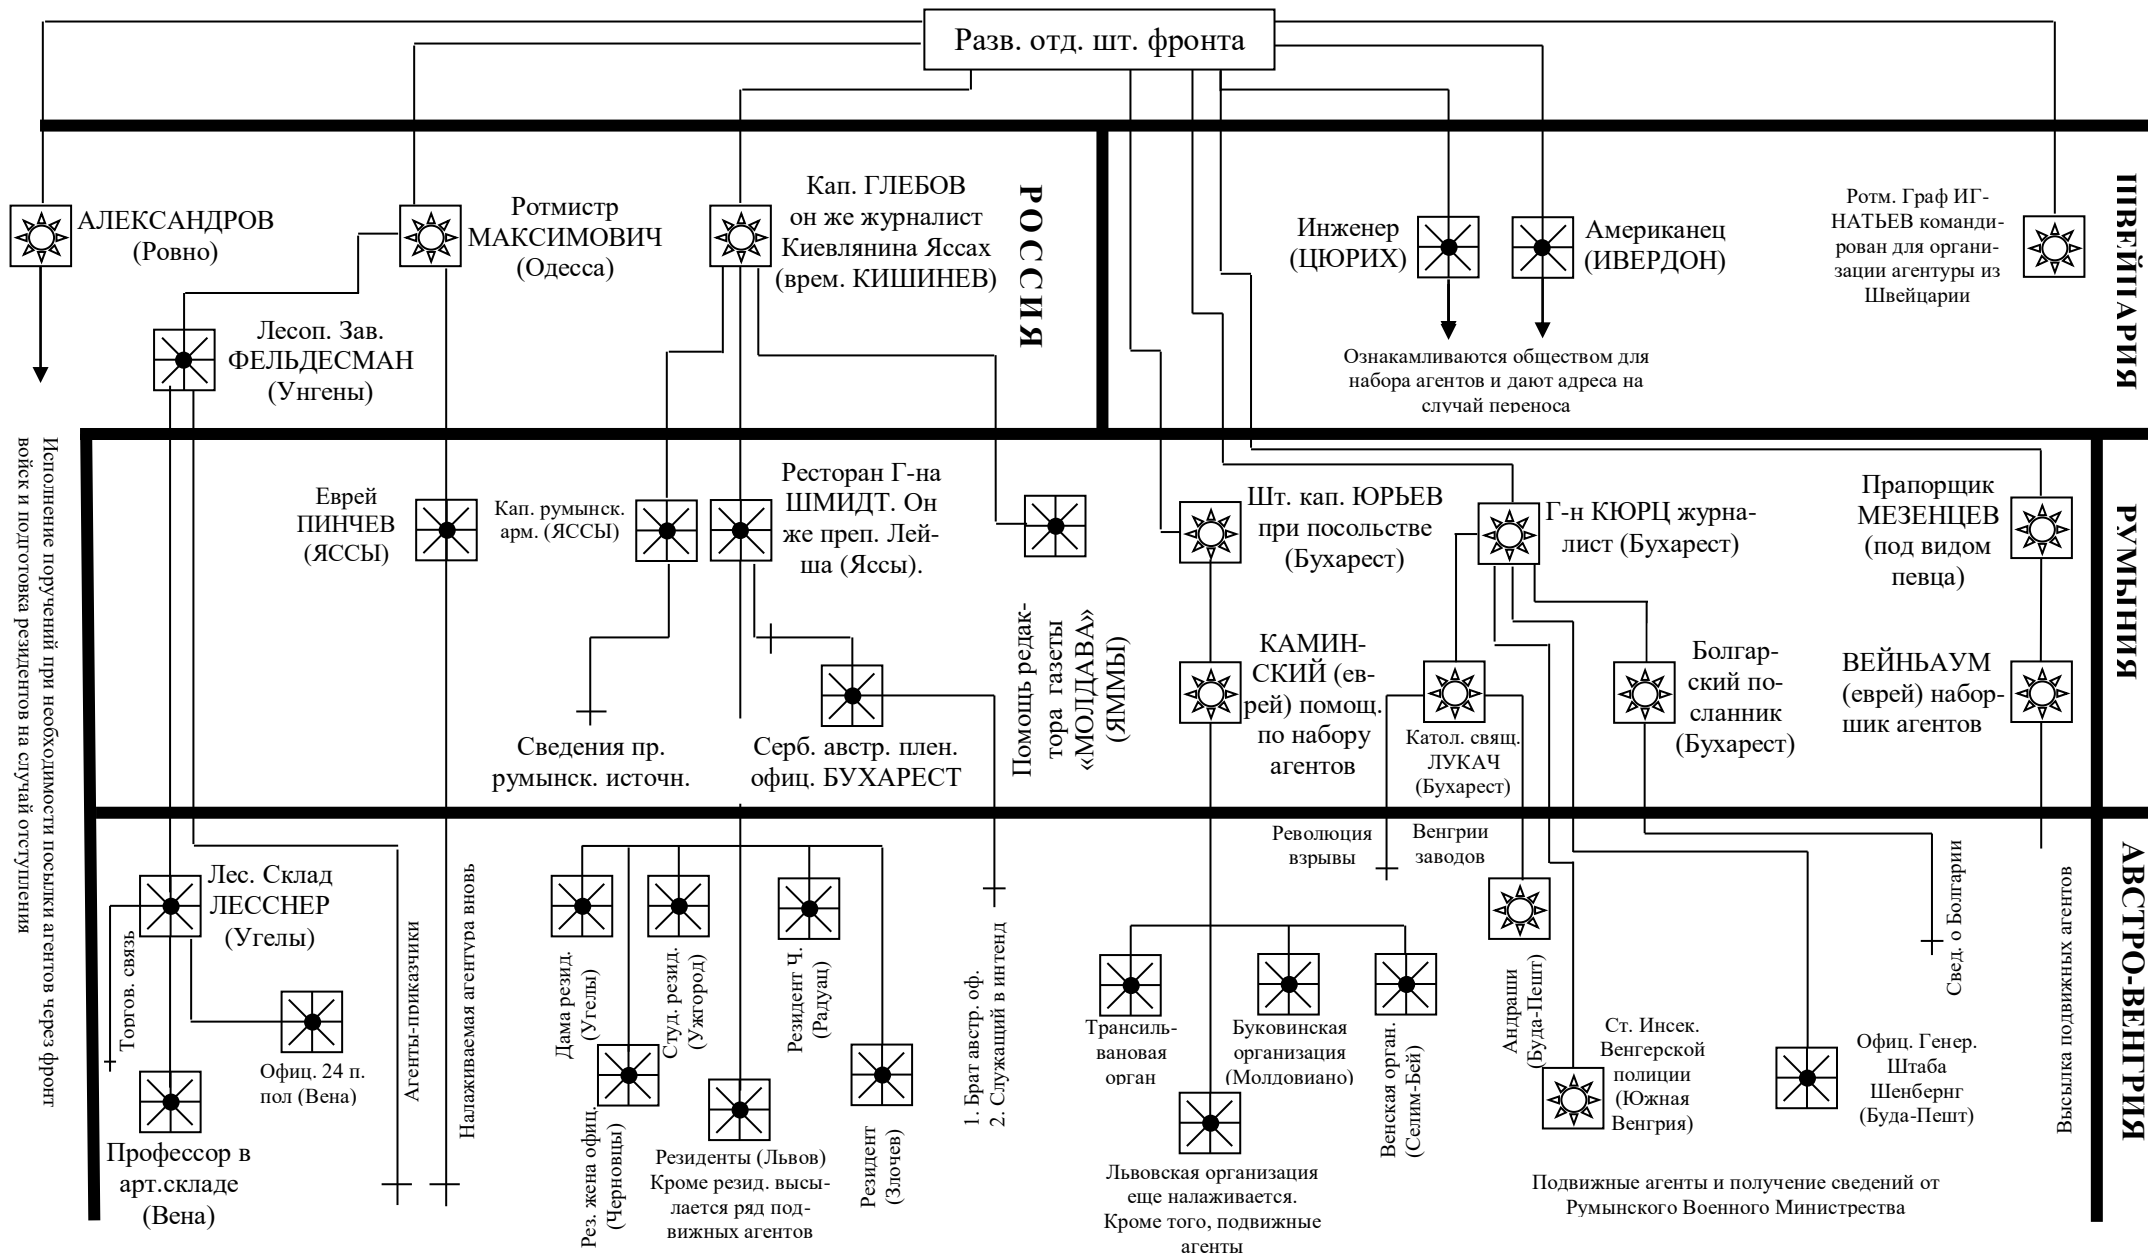 Разв. отд. шт. фронта
АЛЕКСАНДРОВ
(Ровно)
Ротмистр
МАКСИМОВИЧ
(Одесса)
Кап. ГЛЕБОВ
он же журналист
Киевлянина Яссах
(врем. КИШИНЕВ)
РОССИЯ
Инженер
(ЦЮРИХ)
Американец
(ИВЕРДОН)
Ротм. Граф ИГ-
НАТЬЕВ команди-
рован для органи-
зации агентуры из
Швейцарии
ШВЕЙЦАРИЯ
Лесоп. Зав.
ФЕЛЬДЕСМАН
(Унгены)
Ознакамливаются обществом для
набора агентов и дают адреса на
случай переноса
Исполнение поручений при необходимости посылки агентов через фронт
войск и подготовка резидентов на случай отступления
Еврей
ПИНЧЕВ
(ЯССЫ)
Кап. румынск.
арм. (ЯССЫ)
Ресторан Г-на
ШМИДТ. Он
же преп. Лей-
ша (Яссы).
Помощь редак-
тора газеты
«МОЛДАВА»
(ЯММЫ)
Шт. кап. ЮРЬЕВ
при посольстве
(Бухарест)
Г-н КЮРЦ журна-
лист (Бухарест)
Прапорщик
МЕЗЕНЦЕВ
(под видом
певца)
РУМЫНИЯ
Сведения пр.
румынск. источн.
Серб. австр. плен.
офиц. БУХАРЕСТ
КАМИН-
СКИЙ (ев-
рей) помощ.
по набору
агентов
Катол. свящ.
ЛУКАЧ
(Бухарест)
Болгар-
ский по-
сланник
(Бухарест)
ВЕЙНЬАУМ
(еврей) набор-
шик агентов
Революция
взрывы
Венгрии
заводов
Лес. Склад
ЛЕССНЕР
(Угелы)
Торгов. связь
Офиц. 24 п.
пол (Вена)
Профессор в
арт.складе
(Вена)
Агенты-приказчики
Налаживаемая агентура вновь
Дама резид.
(Угелы)
Рез. жена офиц.
(Черновцы)
Студ. резид.
(Ужгород)
Резиденты (Львов)
Кроме резид. высы-
лается ряд под-
вижных агентов
Резидент Ч.
(Радуац)
Резидент
(Злочев)
1. Брат австр. оф.
2. Служащий в интенд
Трансиль-
вановая
орган
Буковинская
организация
(Молдовиано)
Венская орган.
(Селим-Бей)
Львовская организация
еще налаживается.
Кроме того, подвижные
агенты
Андраши
(Буда-Пешт)
Ст. Инсек.
Венгерской
полиции
(Южная
Венгрия)
Офиц. Генер.
Штаба
Шенбернг
(Буда-Пешт)
Свед. о Болгарии
Высылка подвижных агентов
Подвижные агенты и получение сведений от
Румынского Военного Министрества
АВСТРО-ВЕНГРИЯ